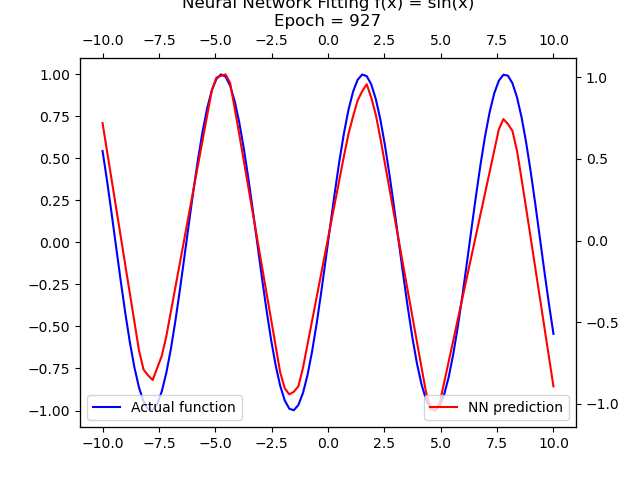 Neural Network Fitting f(x) = sin(x)
Epoch = 927
−10.0 −7.5 −5.0 −2.5 0.0 2.5 5.0 7.5 10.0
1.00
0.75
0.50
0.25
0.00
−0.25
−0.50
−0.75
−1.00
1.0
0.5
0.0
−0.5
−1.0
Actual function
NN prediction
−10.0 −7.5 −5.0 −2.5 0.0 2.5 5.0 7.5 10.0